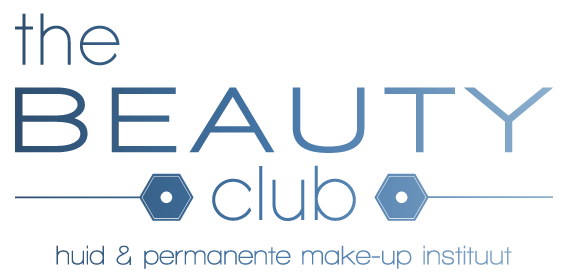 the
BEAUTY
club
huid & permanente make-up instituut